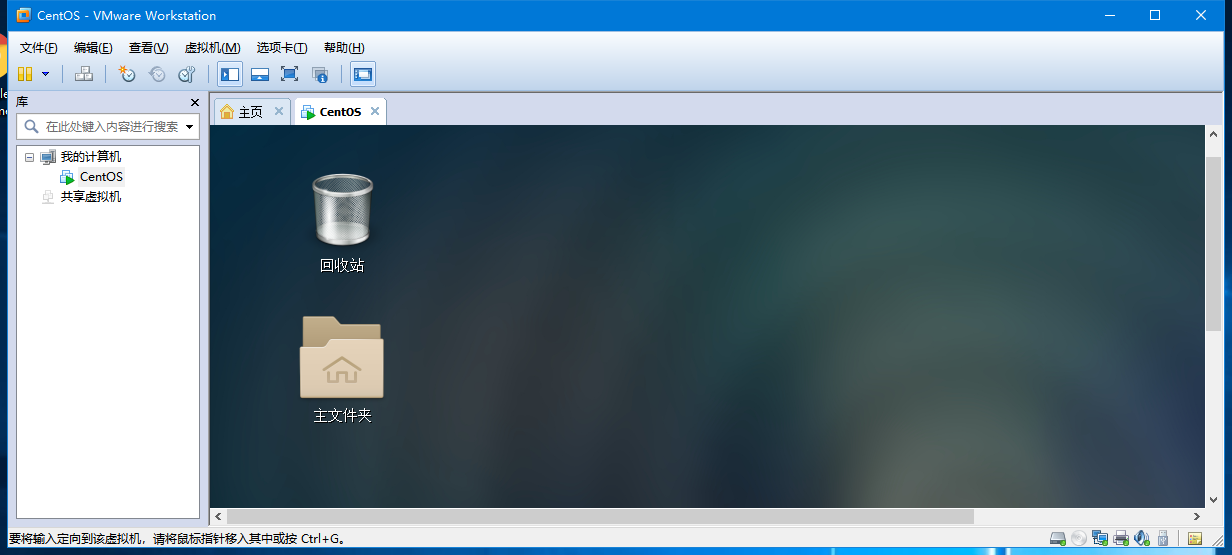 CentOS - VMware Workstation
文件(F) 编辑(E) 查看(V) 虚拟机(M) 选项卡(T) 帮助(H)
库
主页 CentOS
在此处键入内容进行搜索
我的计算机
CentOS
共享虚拟机
回收站
主文件夹
要将输入定向到该虚拟机，请将鼠标指针移入其中或按 Ctrl+G。